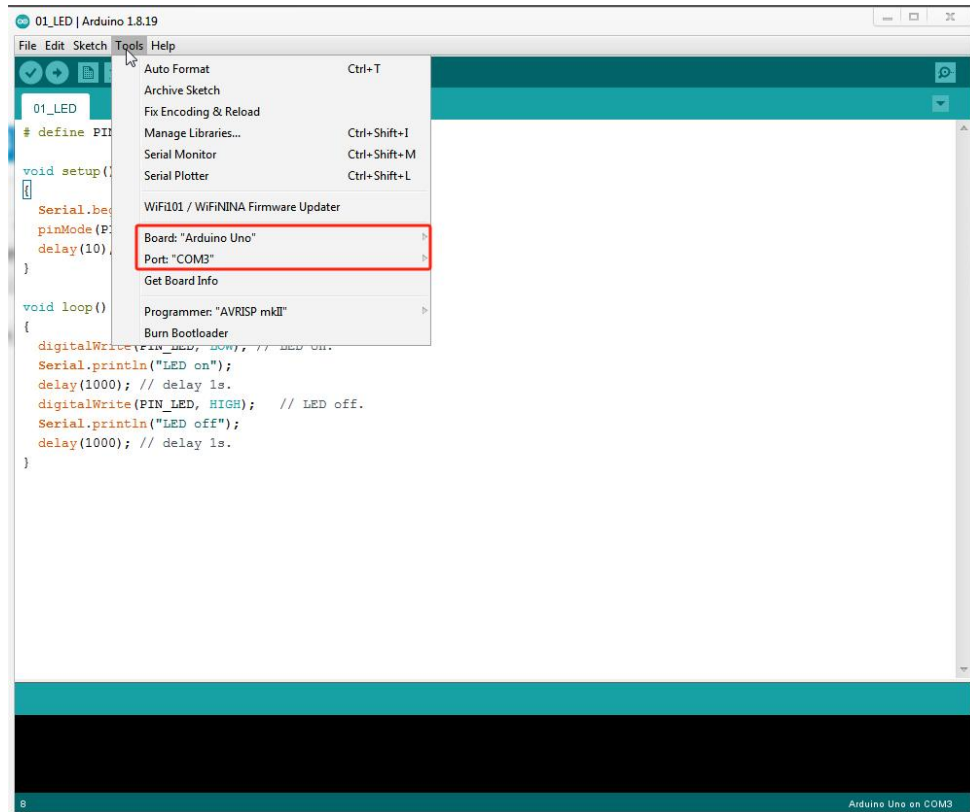 01_LED | Arduino 1.8.19
File Edit Sketch Tools Help
01_LED
Auto Format Ctrl+T
Archive Sketch
Fix Encoding & Reload
Manage Libraries... Ctrl+Shift+I
Serial Monitor Ctrl+Shift+M
Serial Plotter Ctrl+Shift+L
WiFi101 / WiFiNINA Firmware Updater
Board: "Arduino Uno"
Port: "COM3"
Get Board Info
Programmer: "AVRISP mkII"
Burn Bootloader
# define
void setup()
{
delay(10)
}
void loop()
{
digitalWrite(PIN_LED, LOW); // LED on.
Serial.println("LED on");
delay(1000); // delay 1s.
digitalWrite(PIN_LED, HIGH); // LED off.
Serial.println("LED off");
delay(1000); // delay 1s.
}
8
Arduino Uno on COM3